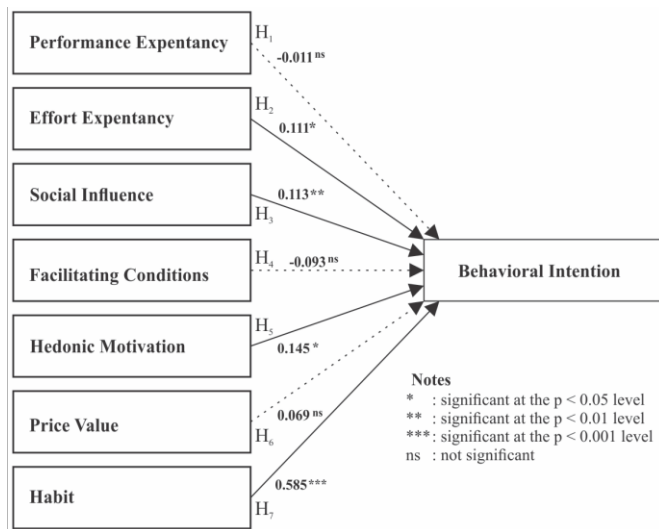 Performance Expentancy
H1
-0.011 ns
Effort Expentancy
H2
0.111*
Social Influence
H3
0.113**
Facilitating Conditions
H4
-0.093 ns
Behavioral Intention
Hedonic Motivation
H5
0.145 *
Price Value
H6
0.069 ns
Habit
H7
0.585***
Notes
* : significant at the p < 0.05 level
** : significant at the p < 0.01 level
***: significant at the p < 0.001 level
ns : not significant